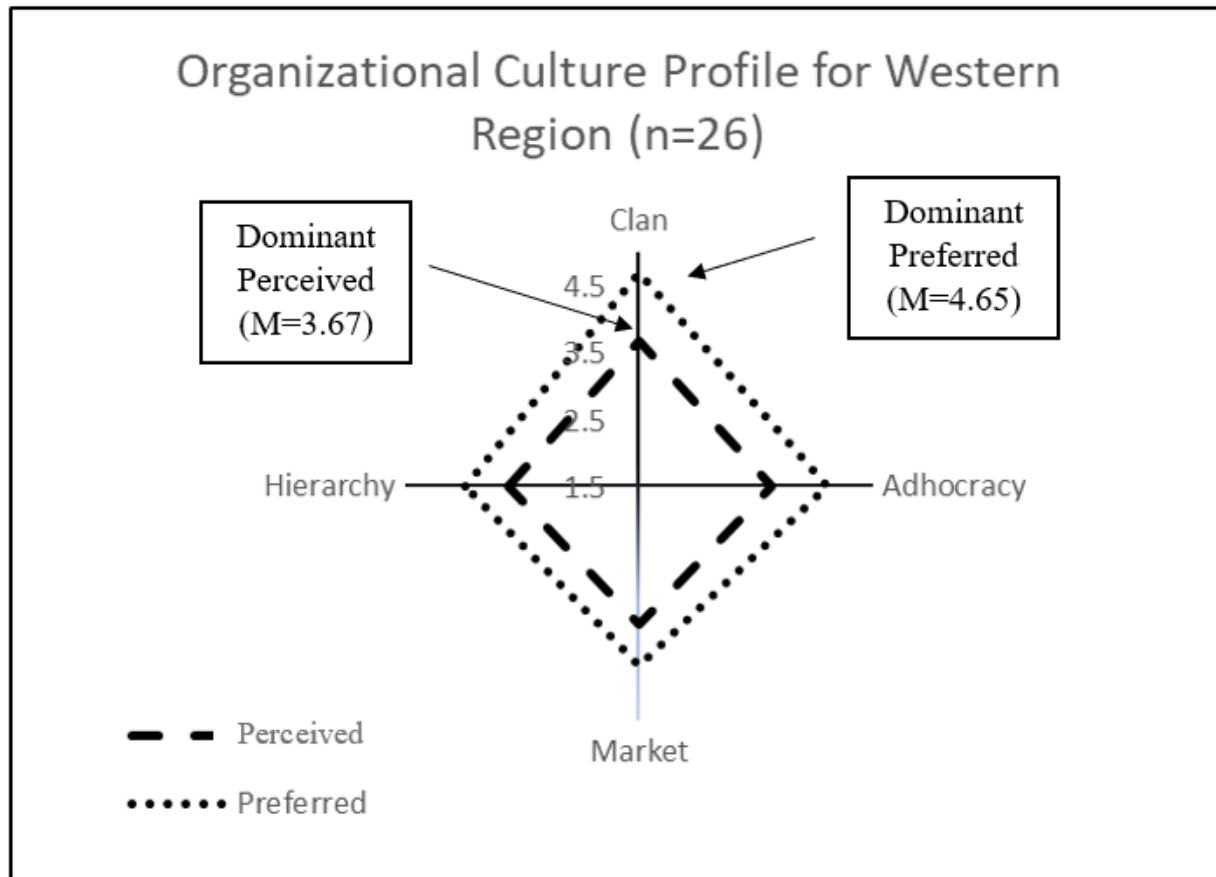 Organizational Culture Profile for Western
Region (n=26)
Dominant
Perceived
(M=3.67)
Dominant
Preferred
(M=4.65)
Clan
4.5
3.5
2.5
1.5
Hierarchy
Adhocracy
Market
Perceived
Preferred